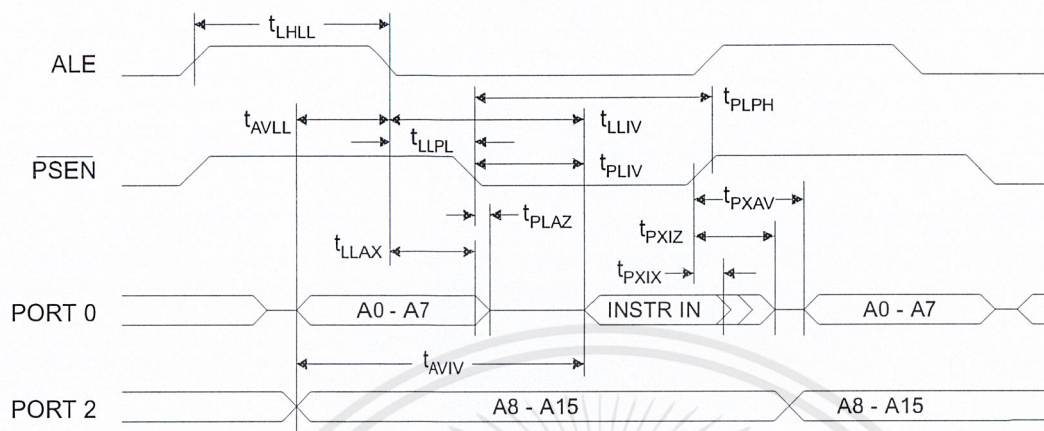 tLHLL
ALE
tPLPH
tAVLL
tLLIV
tLLPL
PSEN
tPLIV
tPXAV
tPLAZ
tPXIZ
tLLAX
tPXIX
PORT 0
A0 - A7
INSTR IN
A0 - A7
tAVIV
PORT 2
A8 - A15
A8 - A15